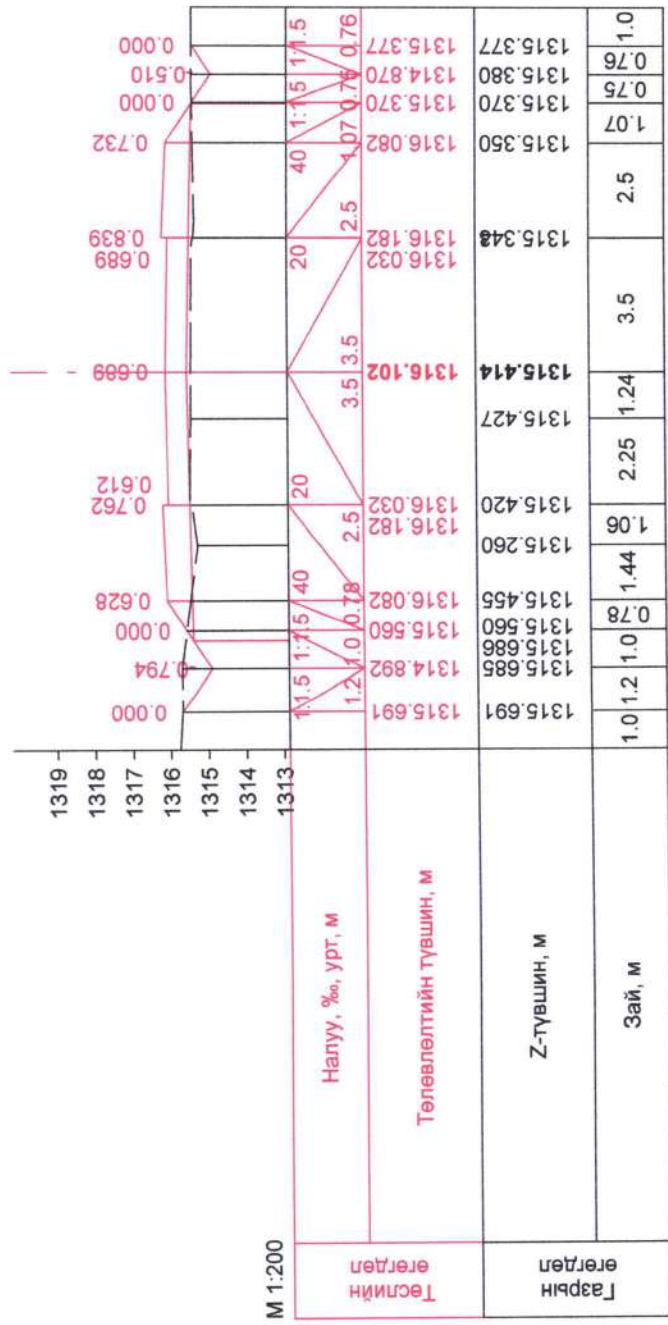 M 1:200
1319
1318
1317
1316
1315
1314
1313
0.000 0.794 0.000 0.628 0.762 0.612 0.689 0.689 0.839 0.732 0.000 0.510 0.000
Төслийн өгөгдөл
Налуу, ‰, урт, м
1:1.5 1:1.5 40 20 20 40 1:1.5 1:1.5
1.2 1.0 0.78 2.5 3.5 3.5 2.5 1.07 0.75 0.76
Төлөвлөлтийн түвшин, м
1315.691 1314.892 1315.560 1316.082 1316.182 1316.032 1316.102 1316.032 1316.182 1316.082 1315.370 1314.870 1315.377
Газрын өгөгдөл
Z-түвшин, м
1315.691 1315.685 1315.686 1315.560 1315.455 1315.260 1315.420 1315.427 1315.414 1315.350 1315.370 1315.380 1315.377
Зай, м
1.0 1.2 1.0 0.78 1.44 1.06 2.25 1.24 3.5 2.5 1.07 0.75 0.76 1.0